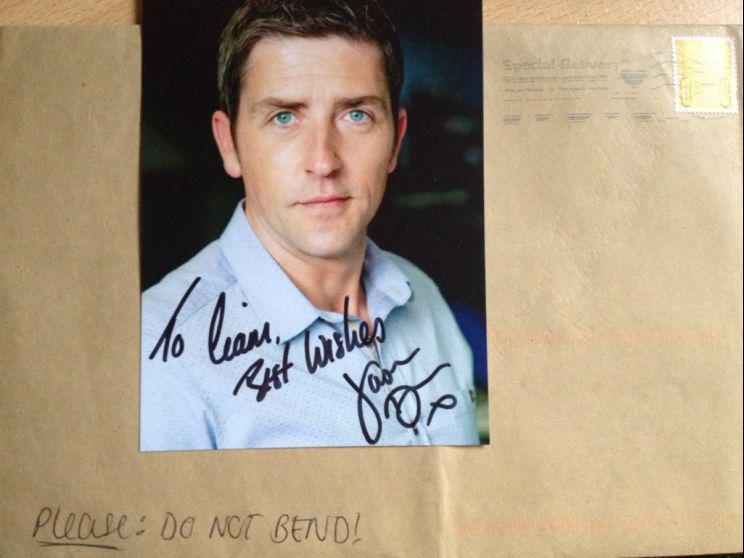 Special Delivery
To Liam,
Best Wishes
x
Please: DO NOT BEND!